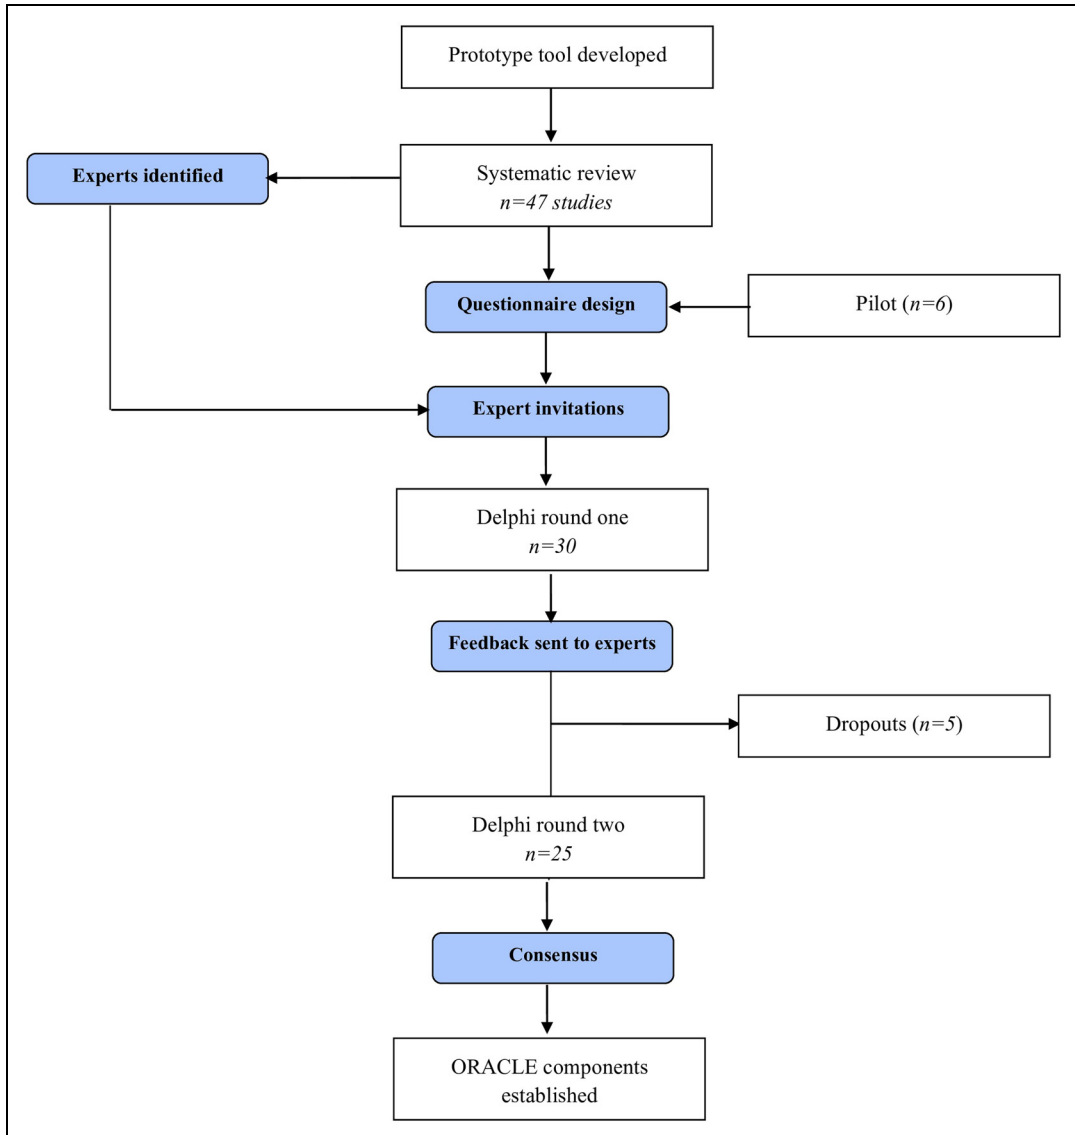 Prototype tool developed
Experts identified
Systematic review
n=47 studies
Questionnaire design
Pilot (n=6)
Expert invitations
Delphi round one
n=30
Feedback sent to experts
Dropouts (n=5)
Delphi round two
n=25
Consensus
ORACLE components
established